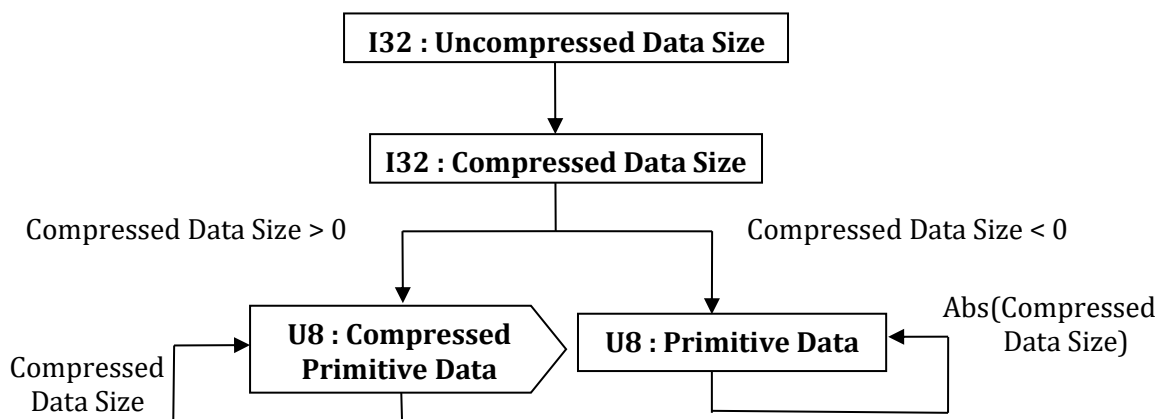 I32 : Uncompressed Data Size
I32 : Compressed Data Size
Compressed Data Size > 0
Compressed Data Size < 0
U8 : Compressed
Primitive Data
U8 : Primitive Data
Abs(Compressed
Data Size)
Compressed
Data Size